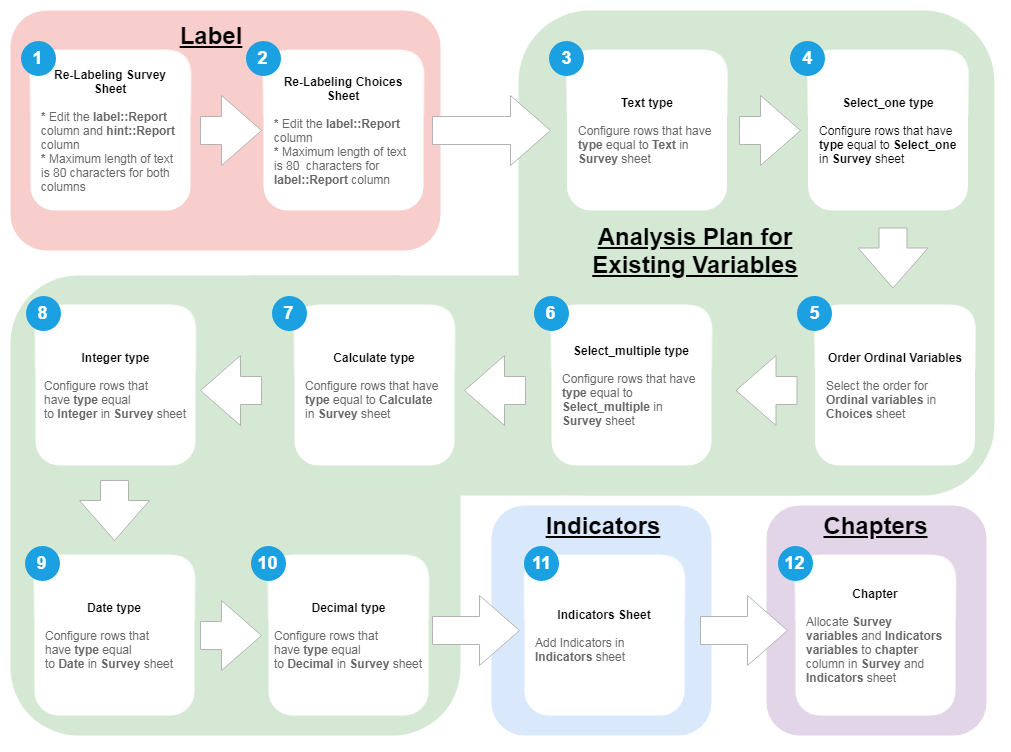 Label
1
Re-Labeling Survey
Sheet
* Edit the label::Report
column and hint::Report
column
* Maximum length of text
is 80 characters for both
columns
2
Re-Labeling Choices
Sheet
* Edit the label::Report
column
* Maximum length of text
is 80 characters for
label::Report column
Analysis Plan for
Existing Variables
3
Text type
Configure rows that have
type equal to Text in
Survey sheet
4
Select_one type
Configure rows that have
type equal to Select_one
in Survey sheet
5
Order Ordinal Variables
Select the order for
Ordinal variables in
Choices sheet
6
Select_multiple type
Configure rows that have
type equal to
Select_multiple in
Survey sheet
7
Calculate type
Configure rows that have
type equal to Calculate
in Survey sheet
8
Integer type
Configure rows that
have type equal
to Integer in Survey sheet
9
Date type
Configure rows that
have type equal
to Date in Survey sheet
10
Decimal type
Configure rows that
have type equal
to Decimal in Survey sheet
Indicators
11
Indicators Sheet
Add Indicators in
Indicators sheet
Chapters
12
Chapter
Allocate Survey
variables and Indicators
variables to chapter
column in Survey and
Indicators sheet